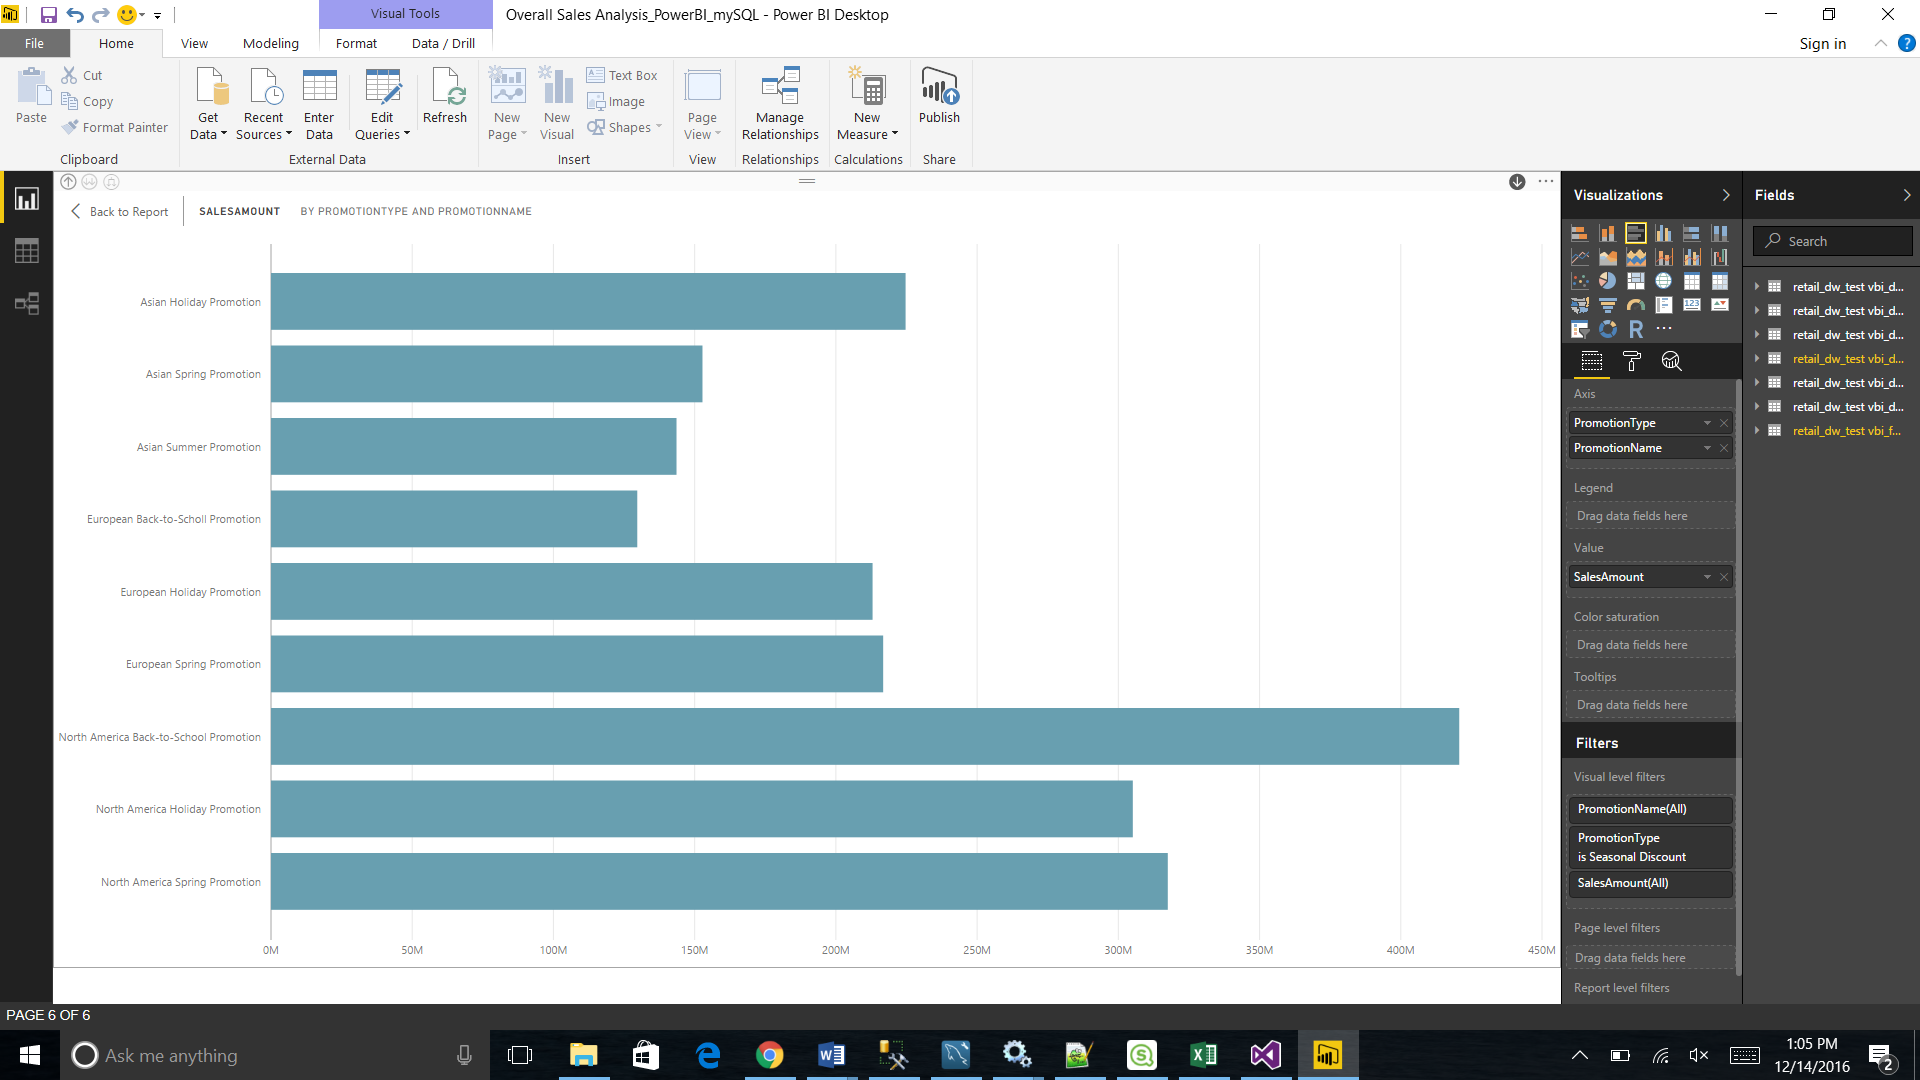 Visual Tools
Overall Sales Analysis_PowerBI_mySQL - Power BI Desktop
File
Home
View
Modeling
Format
Data / Drill
Sign in
?
Paste
Cut
Copy
Format Painter
Clipboard
Get Data
Recent Sources
Enter Data
Edit Queries
Refresh
External Data
New Page
New Visual
Text Box
Image
Shapes
Insert
Page View
View
Manage Relationships
Relationships
New Measure
Calculations
Publish
Share
Back to Report
SALESAMOUNT BY PROMOTIONTYPE AND PROMOTIONNAME
Asian Holiday Promotion
Asian Spring Promotion
Asian Summer Promotion
European Back-to-Scholl Promotion
European Holiday Promotion
European Spring Promotion
North America Back-to-School Promotion
North America Holiday Promotion
North America Spring Promotion
0M 50M 100M 150M 200M 250M 300M 350M 400M 450M
Visualizations
123
R
Axis
PromotionType
PromotionName
Legend
Drag data fields here
Value
SalesAmount
Color saturation
Drag data fields here
Tooltips
Drag data fields here
Filters
Visual level filters
PromotionName(All)
PromotionType
is Seasonal Discount
SalesAmount(All)
Page level filters
Drag data fields here
Report level filters
Fields
Search
retail_dw_test vbi_d...
retail_dw_test vbi_d...
retail_dw_test vbi_d...
retail_dw_test vbi_d...
retail_dw_test vbi_d...
retail_dw_test vbi_d...
retail_dw_test vbi_f...
PAGE 6 OF 6
Ask me anything
1:05 PM
12/14/2016
2